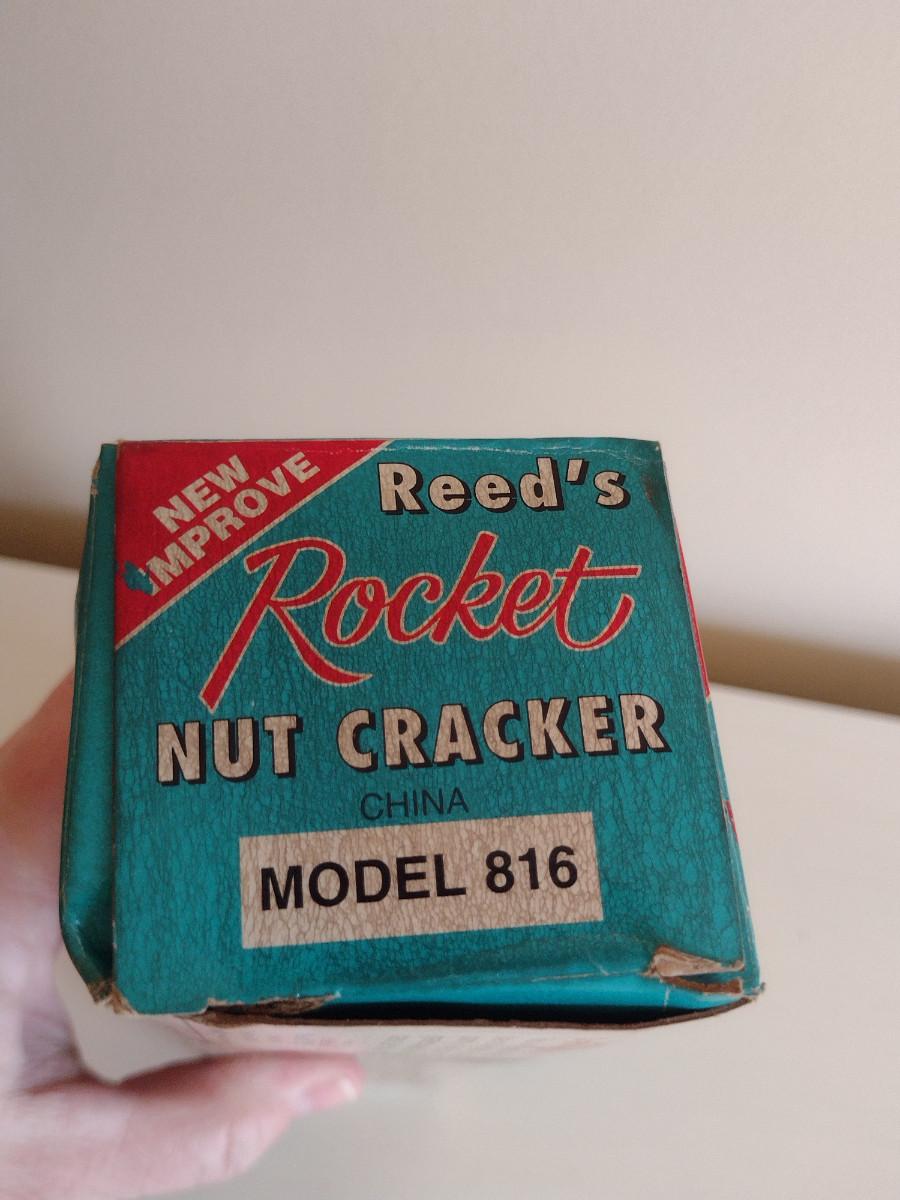 NEW
IMPROVE
Reed's
Rocket
NUT CRACKER
CHINA
MODEL 816